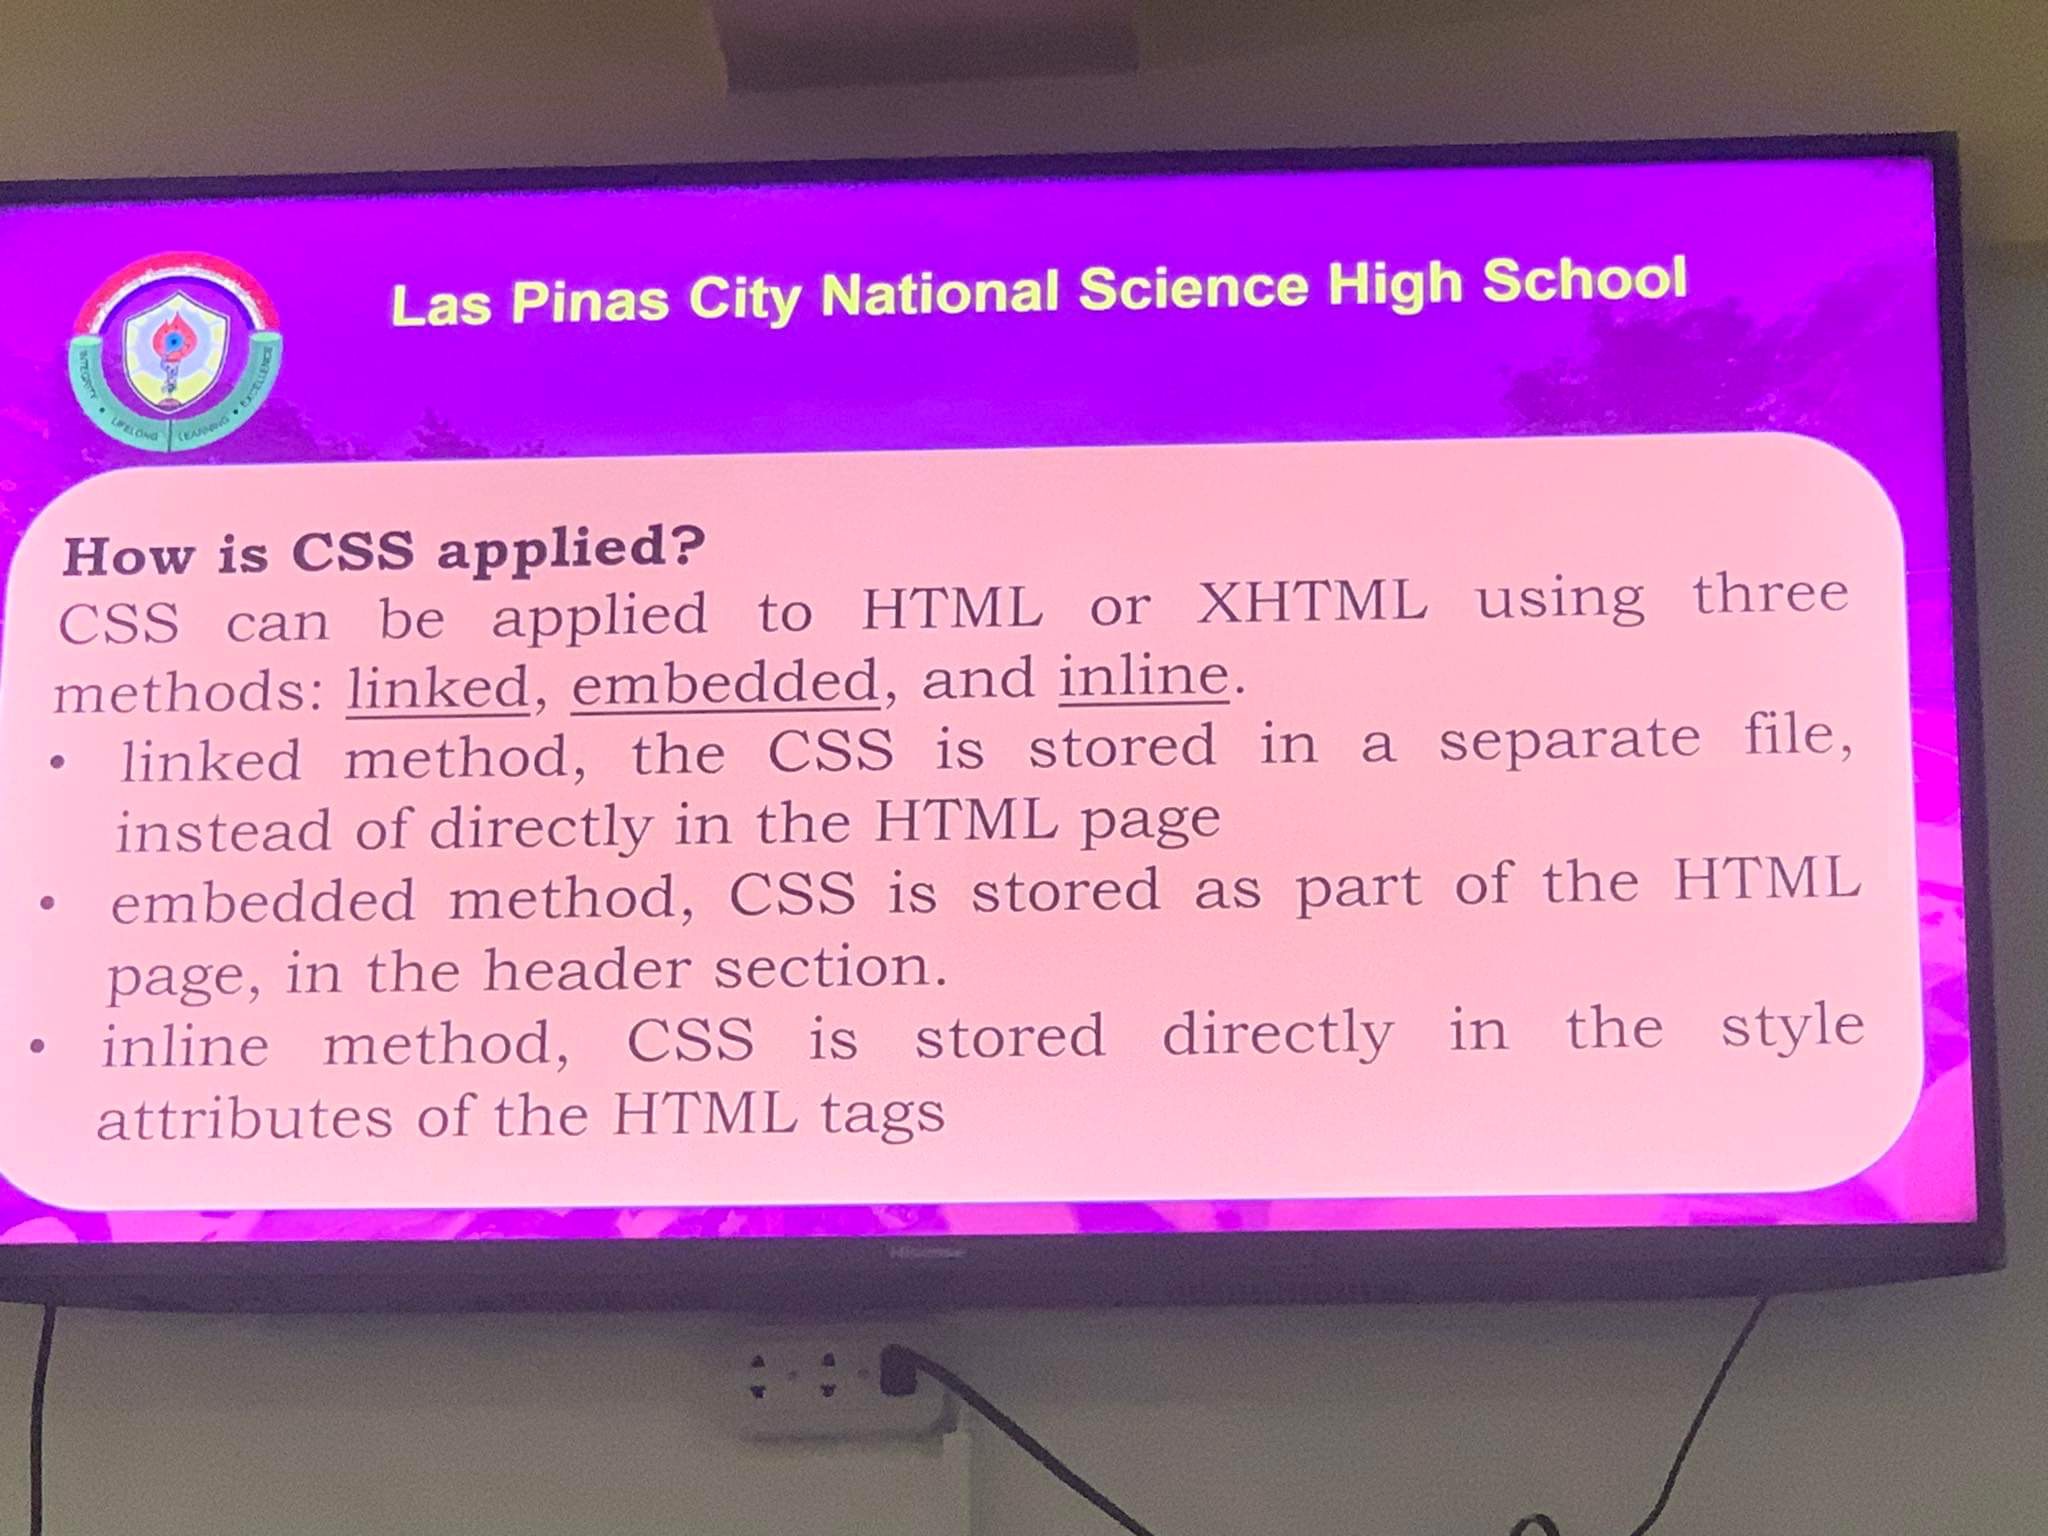 Las Pinas City National Science High School
INTEGRITY • LIFELONG LEARNING • EXCELLENCE
How is CSS applied?
CSS can be applied to HTML or XHTML using three
methods: linked, embedded, and inline.
• linked method, the CSS is stored in a separate file,
instead of directly in the HTML page
• embedded method, CSS is stored as part of the HTML
page, in the header section.
• inline method, CSS is stored directly in the style
attributes of the HTML tags
Hisense